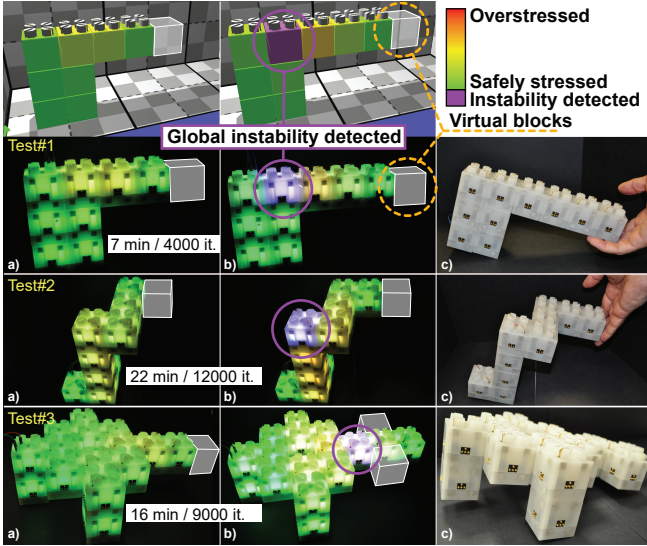 Overstressed
Safely stressed
Instability detected
Virtual blocks
Global instability detected
Test#1
7 min / 4000 it.
a)
b)
c)
Test#2
22 min / 12000 it.
a)
b)
c)
Test#3
16 min / 9000 it.
a)
b)
c)